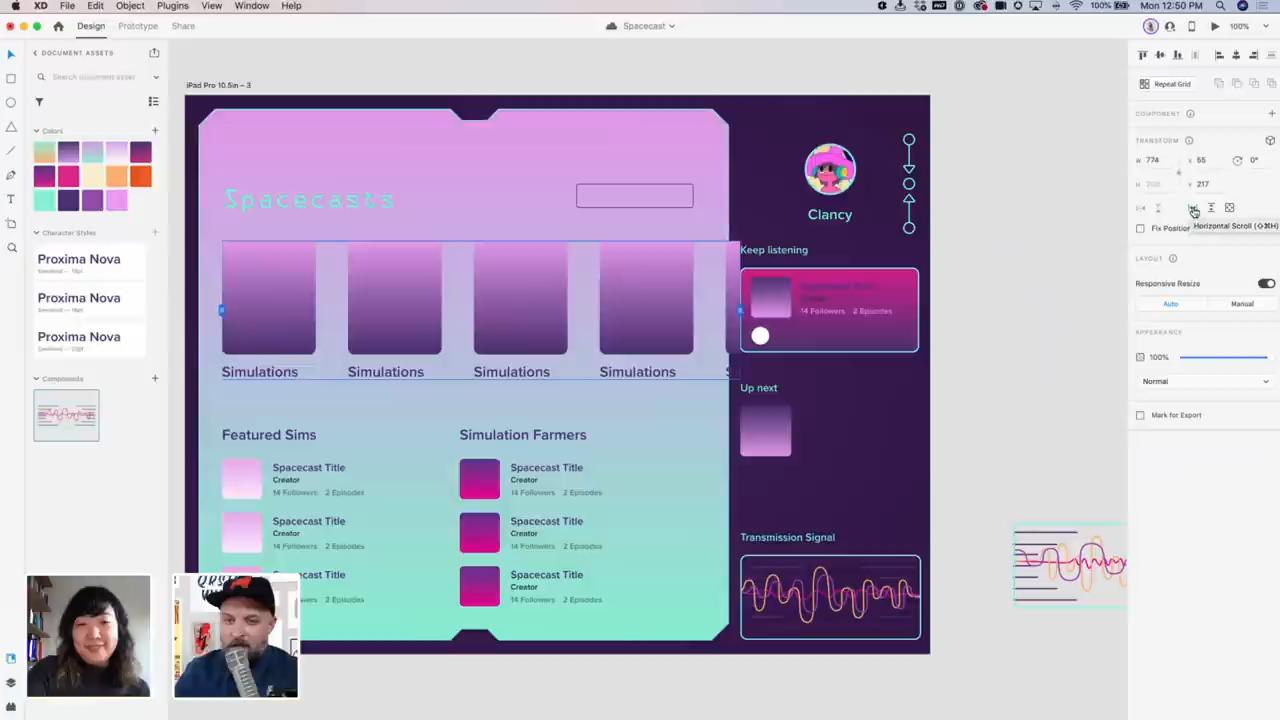 XD File Edit Object Plugins View Window Help 100% Mon 12:50 PM
Design Prototype Share Spacecast 100%
DOCUMENT ASSETS
Search document asset
Colors
Character Styles
Proxima Nova
Proxima Nova
Proxima Nova
Components
iPad Pro 10.5in – 3
Spacecasts
Simulations Simulations Simulations Simulations
Featured Sims
Spacecast Title
Creator
14 Followers 2 Episodes
Spacecast Title
Creator
14 Followers 2 Episodes
Simulation Farmers
Spacecast Title
Creator
14 Followers 2 Episodes
Spacecast Title
Creator
14 Followers 2 Episodes
Spacecast Title
Creator
14 Followers 2 Episodes
Clancy
Keep listening
14 Followers 2 Episodes
Up next
Transmission Signal
Repeat Grid
COMPONENT
TRANSFORM
W 774 X 55 0°
H Y 217
Fix Position
Horizontal Scroll (⇧⌘H)
LAYOUT
Responsive Resize
Auto Manual
APPEARANCE
100%
Normal
Mark for Export